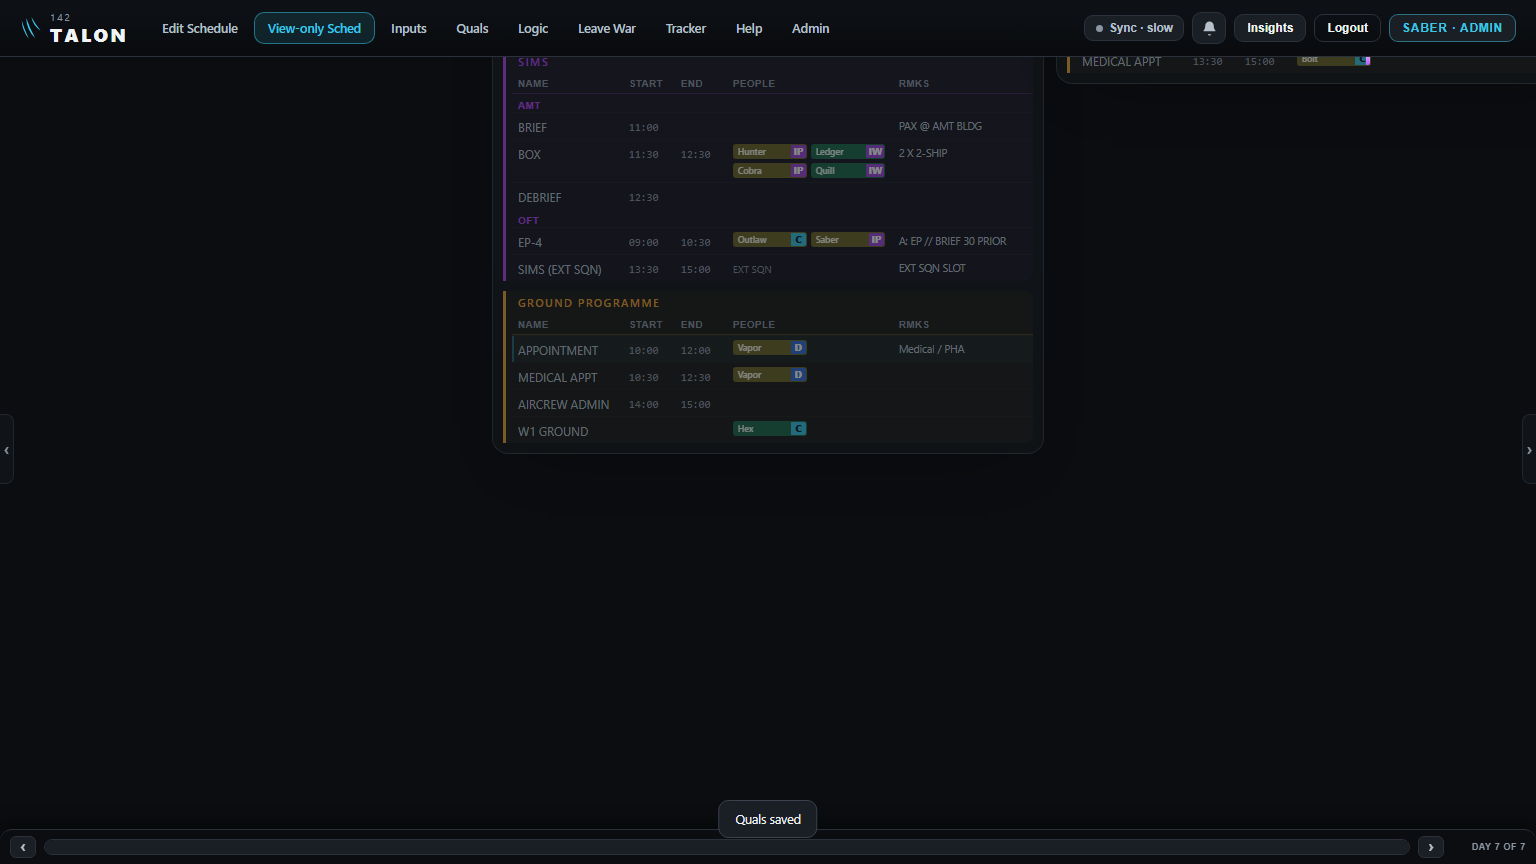 142
TALON
Edit Schedule View-only Sched Inputs Quals Logic Leave War Tracker Help Admin
Sync · slow Insights Logout SABER · ADMIN
SIMS
NAME START END PEOPLE RMKS
AMT
BRIEF 11:00 PAX @ AMT BLDG
BOX 11:30 12:30 Hunter IP Ledger IW 2 X 2-SHIP
Cobra IP Quill IW
DEBRIEF 12:30
OFT
EP-4 09:00 10:30 Outlaw C Saber IP A: EP // BRIEF 30 PRIOR
SIMS (EXT SQN) 13:30 15:00 EXT SQN EXT SQN SLOT
GROUND PROGRAMME
NAME START END PEOPLE RMKS
APPOINTMENT 10:00 12:00 Vapor D Medical / PHA
MEDICAL APPT 10:30 12:30 Vapor D
AIRCREW ADMIN 14:00 15:00
W1 GROUND Hex C
MEDICAL APPT 13:30 15:00 Bolt
Quals saved
DAY 7 OF 7